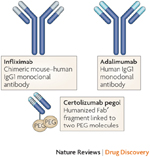 Infliximab
Chimeric mouse–human
IgG1 monoclonal
antibody
Adalimumab
Human IgG1
monoclonal
antibody
Certolizumab pegol
Humanized Fab′
fragment linked to
two PEG molecules
PEG
PEG
Nature Reviews | Drug Discovery